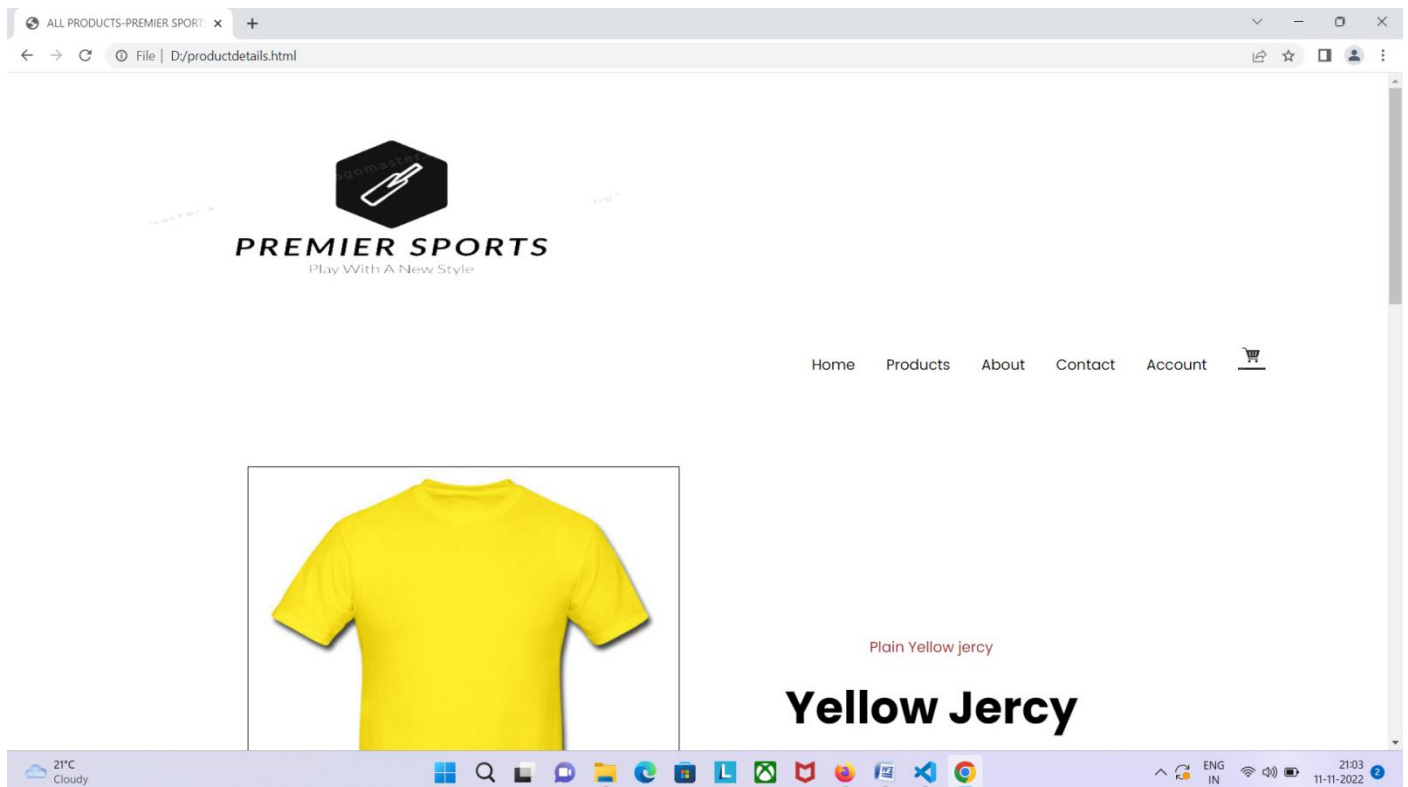 ALL PRODUCTS-PREMIER SPORT
File | D:/productdetails.html
PREMIER SPORTS
Play With A New Style
Home Products About Contact Account
Plain Yellow jercy
Yellow Jercy
21°C
Cloudy
ENG
IN
21:03
11-11-2022
2